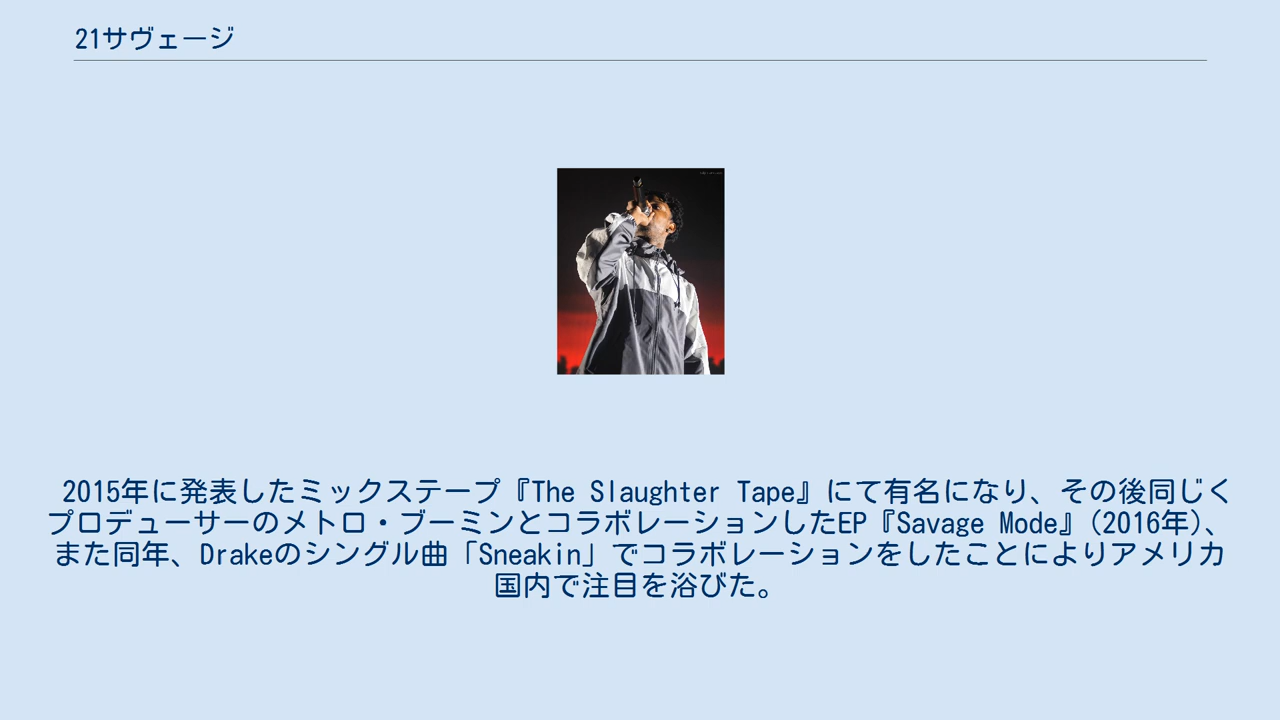 21サヴェージ
2015年に発表したミックステープ『The Slaughter Tape』にて有名になり、その後同じく
プロデューサーのメトロ・ブーミンとコラボレーションしたEP『Savage Mode』(2016年)、
また同年、Drakeのシングル曲「Sneakin」でコラボレーションをしたことによりアメリカ
国内で注目を浴びた。